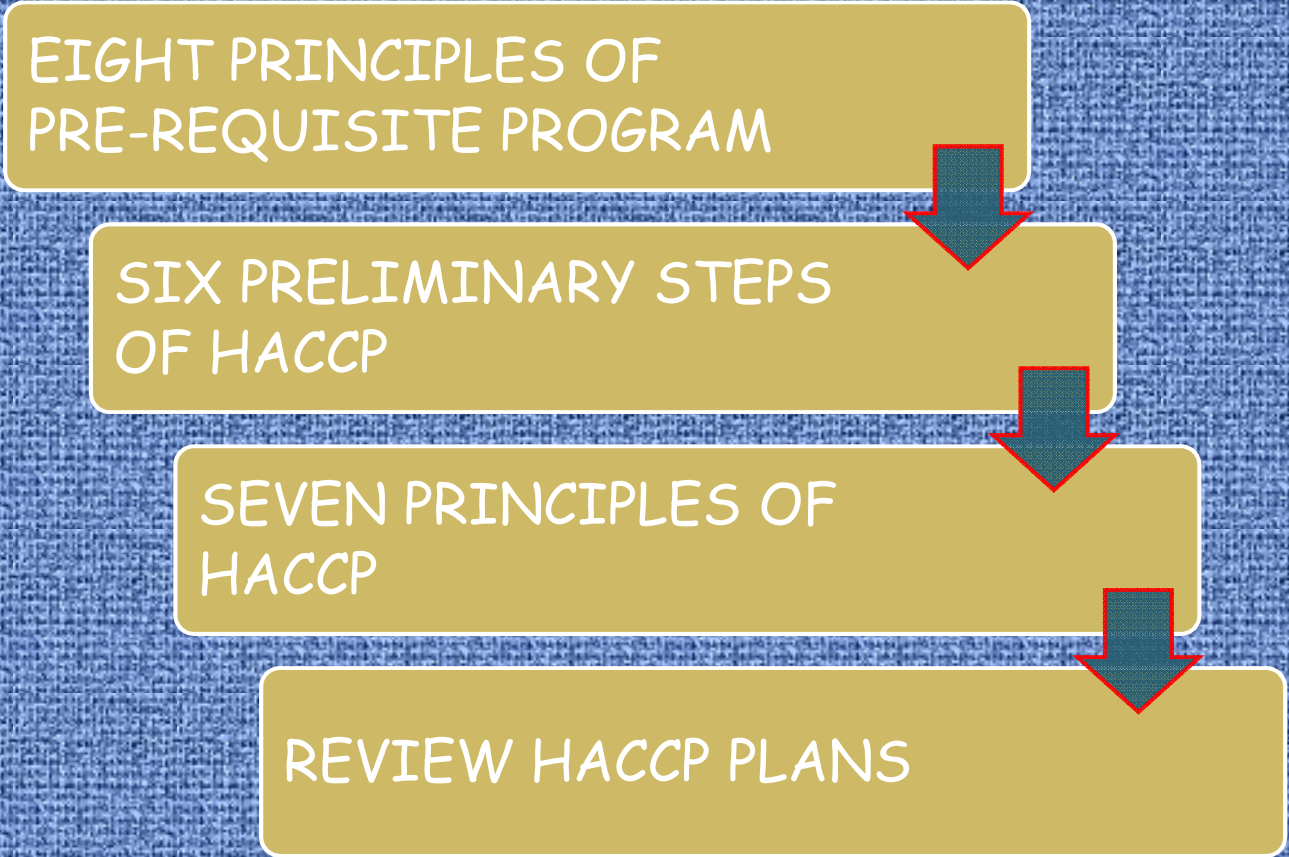 EIGHT PRINCIPLES OF
PRE-REQUISITE PROGRAM
SIX PRELIMINARY STEPS
OF HACCP
SEVEN PRINCIPLES OF
HACCP
REVIEW HACCP PLANS